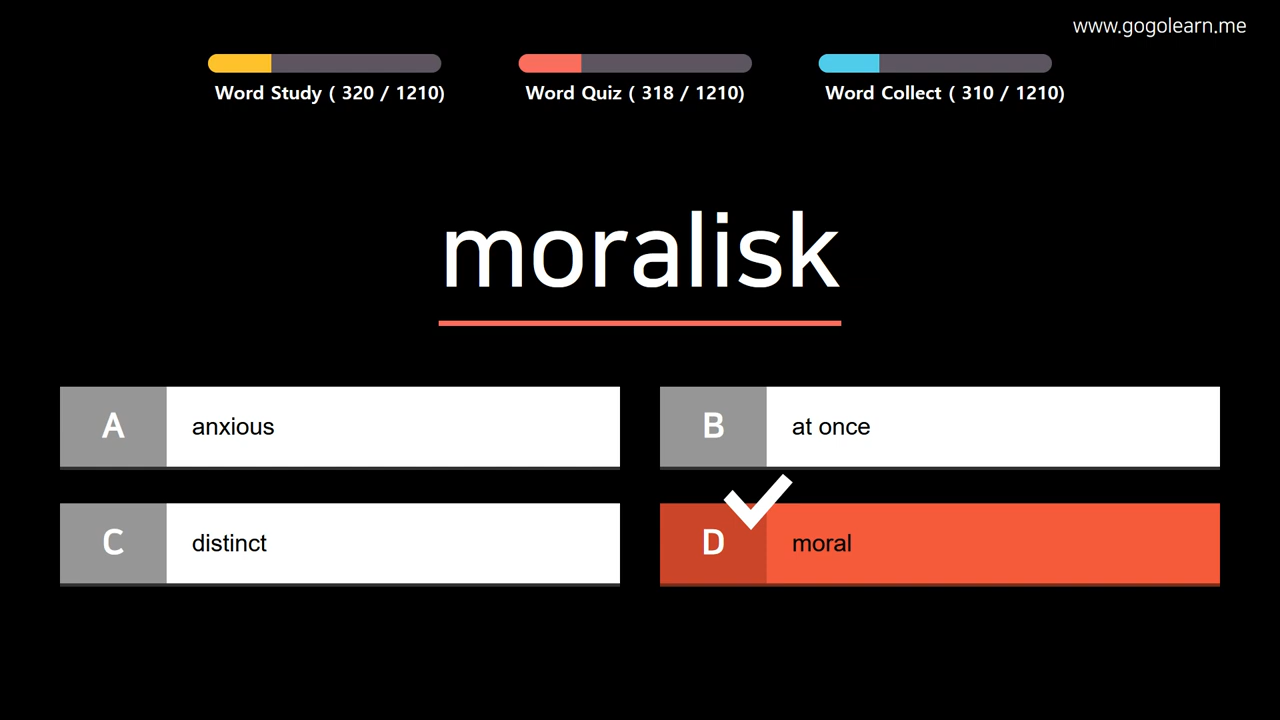 www.gogolearn.me
Word Study ( 320 / 1210)
Word Quiz ( 318 / 1210)
Word Collect ( 310 / 1210)
moralisk
A anxious
B at once
C distinct
D moral